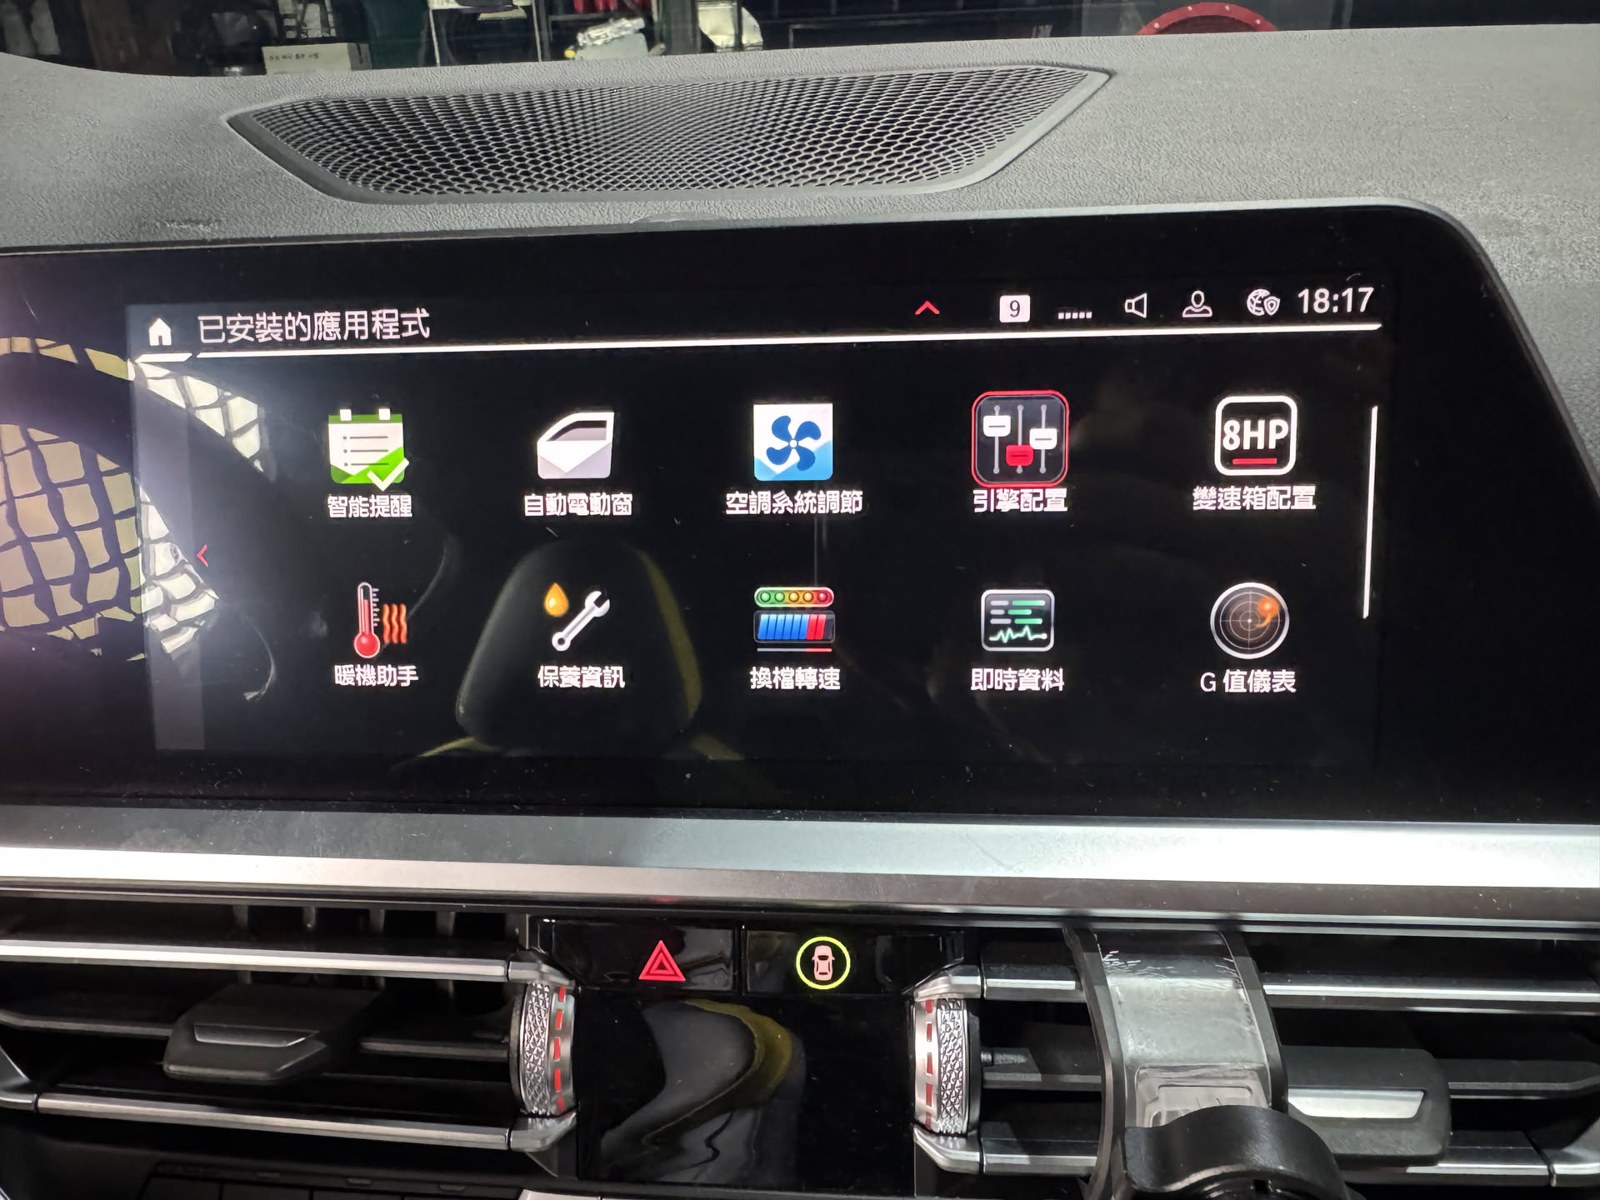 已安裝的應用程式
9
18:17
智能提醒
自動電動窗
空調系統調節
引擎配置
8HP
變速箱配置
暖機助手
保養資訊
換檔轉速
即時資料
G 值儀表